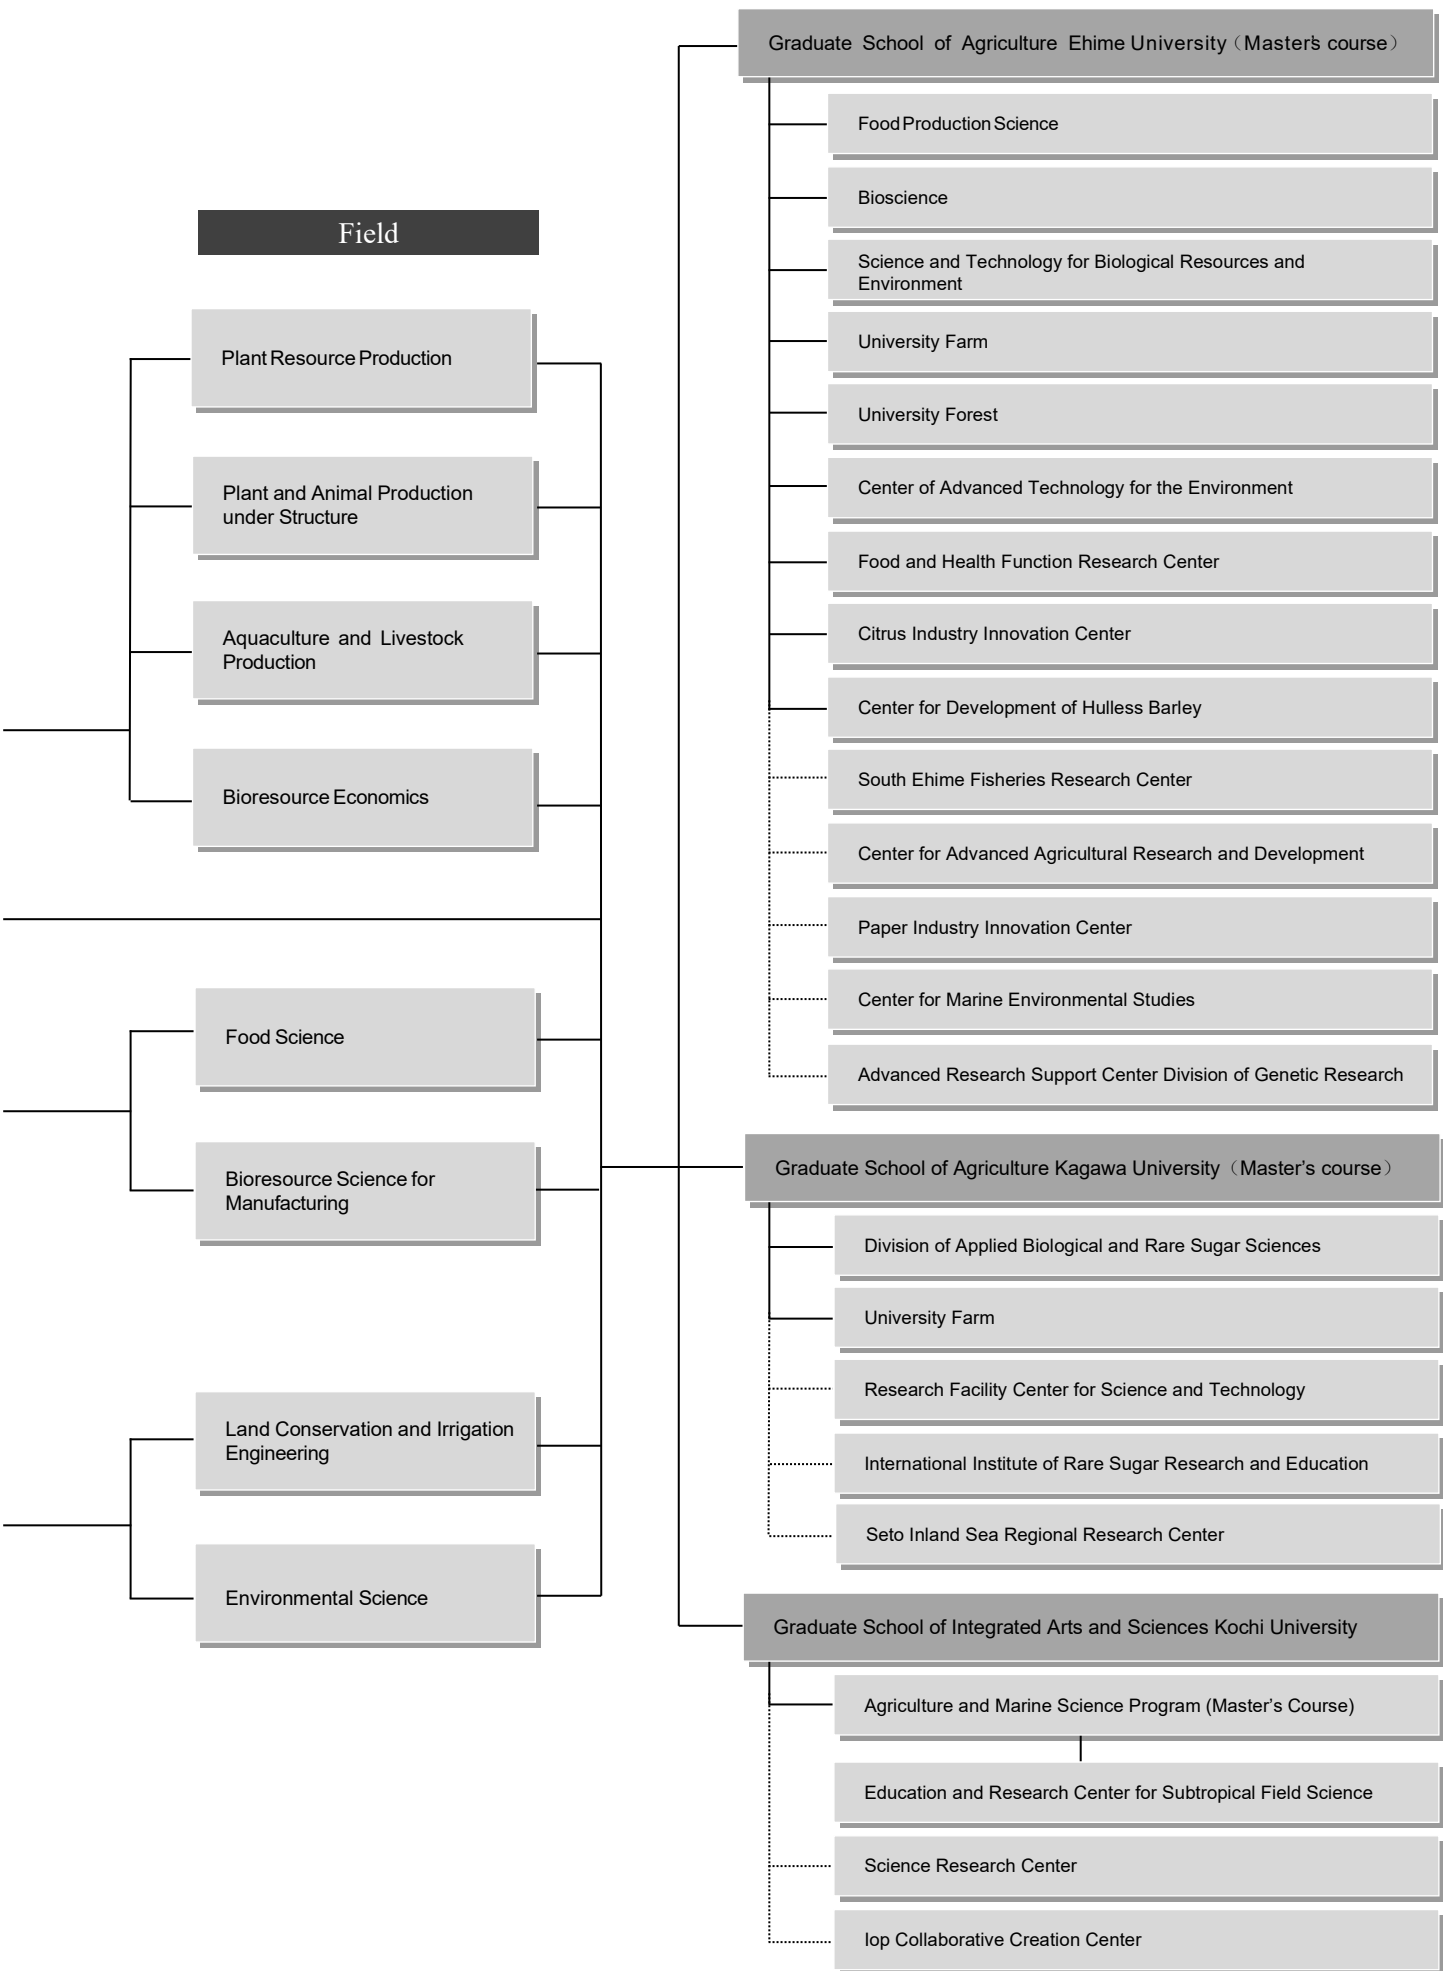 Field
Plant Resource Production
Plant and Animal Production
under Structure
Aquaculture and Livestock
Production
Bioresource Economics
Food Science
Bioresource Science for
Manufacturing
Land Conservation and Irrigation
Engineering
Environmental Science
Graduate School of Agriculture Ehime University（Master's course）
Food Production Science
Bioscience
Science and Technology for Biological Resources and
Environment
University Farm
University Forest
Center of Advanced Technology for the Environment
Food and Health Function Research Center
Citrus Industry Innovation Center
Center for Development of Hulless Barley
South Ehime Fisheries Research Center
Center for Advanced Agricultural Research and Development
Paper Industry Innovation Center
Center for Marine Environmental Studies
Advanced Research Support Center Division of Genetic Research
Graduate School of Agriculture Kagawa University（Master's course）
Division of Applied Biological and Rare Sugar Sciences
University Farm
Research Facility Center for Science and Technology
International Institute of Rare Sugar Research and Education
Seto Inland Sea Regional Research Center
Graduate School of Integrated Arts and Sciences Kochi University
Agriculture and Marine Science Program (Master's Course)
Education and Research Center for Subtropical Field Science
Science Research Center
Iop Collaborative Creation Center